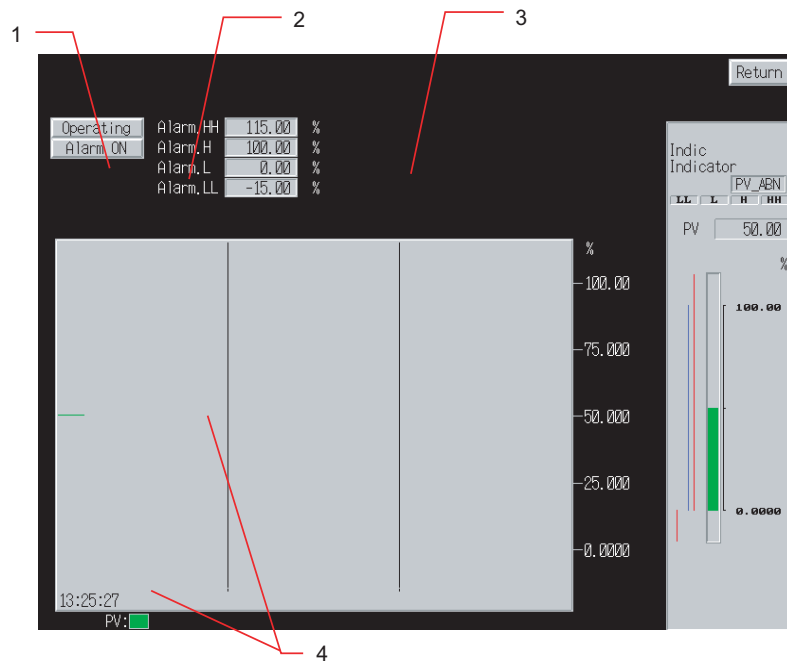 1
2
3
Return
Operating
Alarm ON
Alarm.HH 115.00 %
Alarm.H 100.00 %
Alarm.L 0.00 %
Alarm.LL -15.00 %
Indic
Indicator
PV_ABN
LL L H HH
PV 50.00
%
100.00
0.0000
%
100.00
75.000
50.000
25.000
0.0000
13:25:27
PV:
4